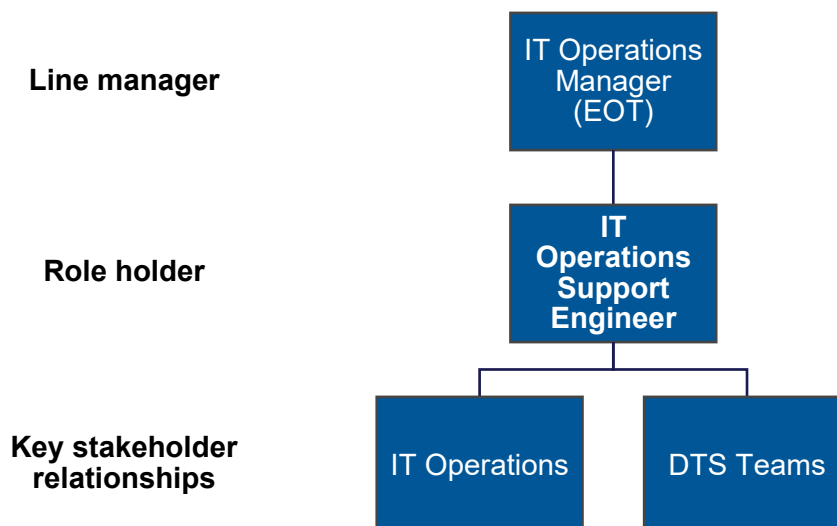 Line manager
IT Operations
Manager
(EOT)
Role holder
IT
Operations
Support
Engineer
Key stakeholder
relationships
IT Operations
DTS Teams